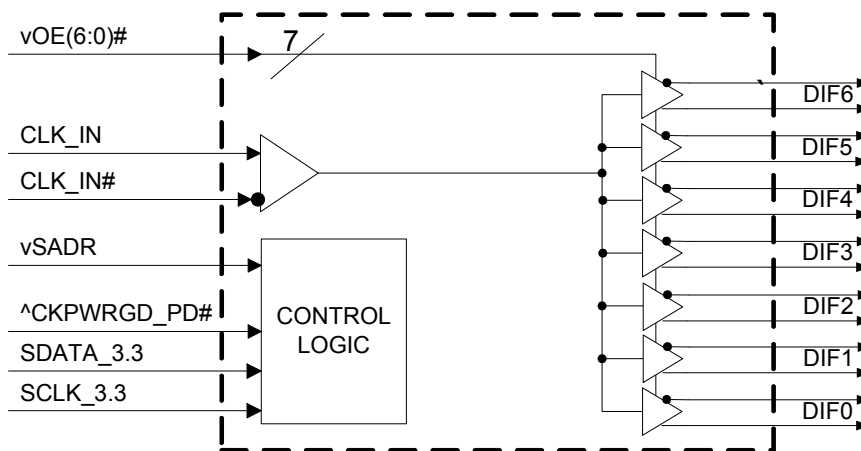 vOE(6:0)#
7
DIF6
CLK_IN
DIF5
CLK_IN#
DIF4
vSADR
DIF3
^CKPWRGD_PD#
CONTROL
LOGIC
DIF2
SDATA_3.3
DIF1
SCLK_3.3
DIF0